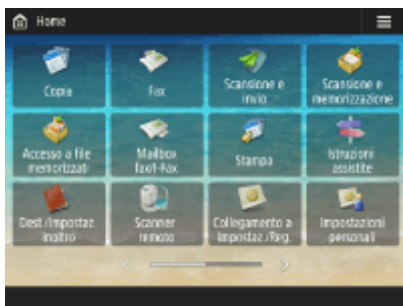 Home
Copia
Fax
Scansione e
invio
Scansione e
memorizzazione
Accesso a file
memorizzati
Mailbox
fax/I-Fax
Stampa
Istruzioni
assistite
Dest./Impostaz.
inoltro
Scanner
remoto
Collegamento a
Impostaz./Reg.
Impostazioni
personali